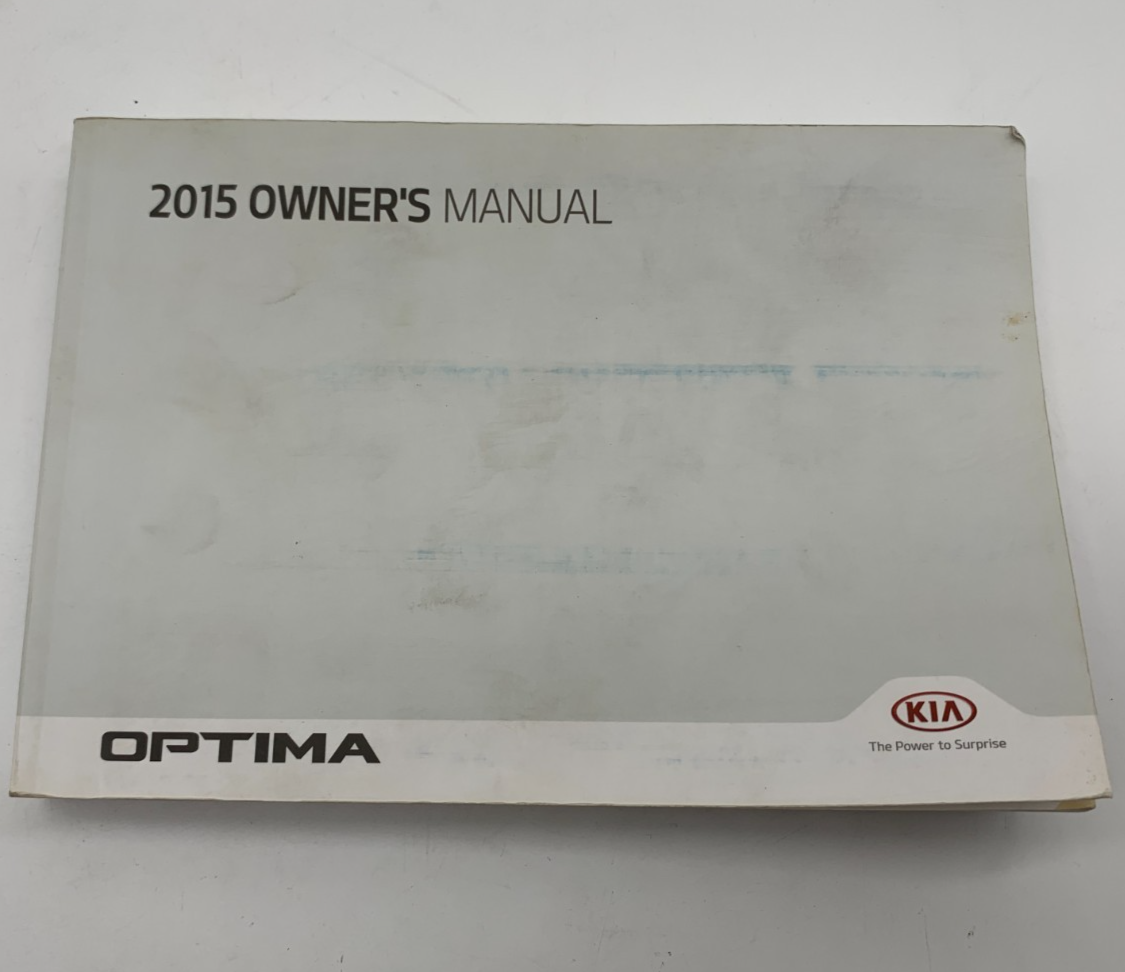 2015 OWNER'S MANUAL
OPTIMA
KIA
The Power to Surprise